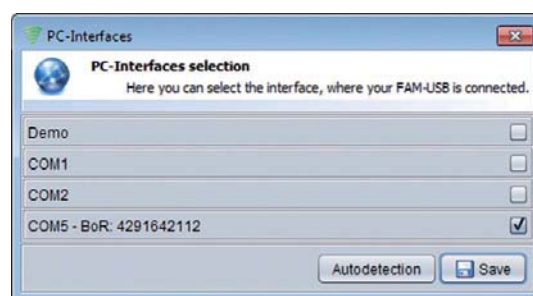 PC-Interfaces
PC-Interfaces selection
Here you can select the interface, where your FAM-USB is connected.
Demo
COM1
COM2
COM5 - BoR: 4291642112
Autodetection Save